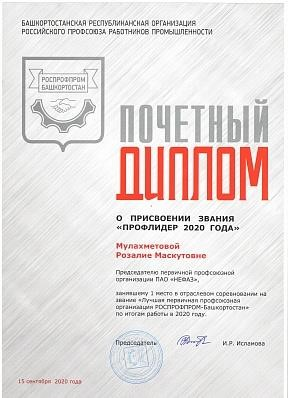 БАШКОРТОСТАНСКАЯ РЕСПУБЛИКАНСКАЯ ОРГАНИЗАЦИЯ
РОССИЙСКОГО ПРОФСОЮЗА РАБОТНИКОВ ПРОМЫШЛЕННОСТИ
РОСПРОФПРОМ
БАШКОРТОСТАН
ПОЧЕТНЫЙ
ДИПЛОМ
О ПРИСВОЕНИИ ЗВАНИЯ
«ПРОФЛИДЕР 2020 ГОДА»
Мулахметовой
Розалие Маскутовне
Председателю первичной профсоюзной
организации ПАО «НЕФАЗ»,
занявшему 1 место в отраслевом соревновании на
звание «Лучшая первичная профсоюзная
организация РОСПРОФПРОМ-Башкортостан»
по итогам работы в 2020 году.
Председатель И.Р. Исламова
15 сентября 2020 года